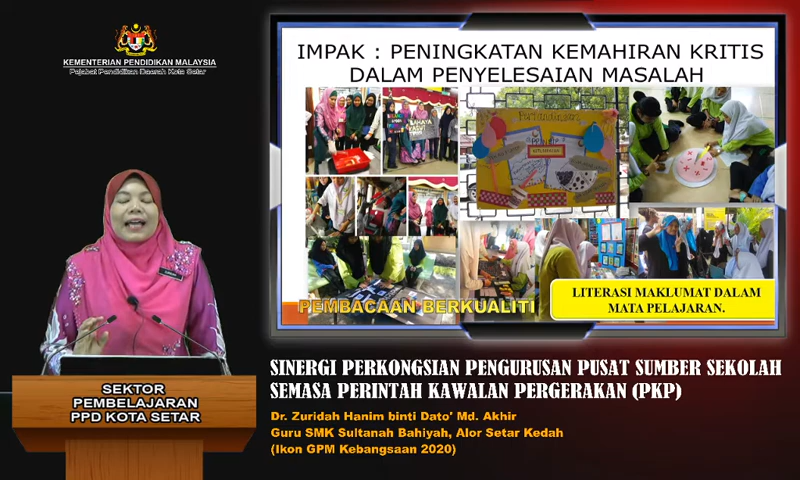 KEMENTERIAN PENDIDIKAN MALAYSIA
Pejabat Pendidikan Daerah Kota Setar
IMPAK : PENINGKATAN KEMAHIRAN KRITIS
DALAM PENYELESAIAN MASALAH
PEMBACAAN BERKUALITI
LITERASI MAKLUMAT DALAM
MATA PELAJARAN.
SEKTOR
PEMBELAJARAN
PPD KOTA SETAR
SINERGI PERKONGSIAN PENGURUSAN PUSAT SUMBER SEKOLAH
SEMASA PERINTAH KAWALAN PERGERAKAN (PKP)
Dr. Zuridah Hanim binti Dato' Md. Akhir
Guru SMK Sultanah Bahiyah, Alor Setar Kedah
(Ikon GPM Kebangsaan 2020)